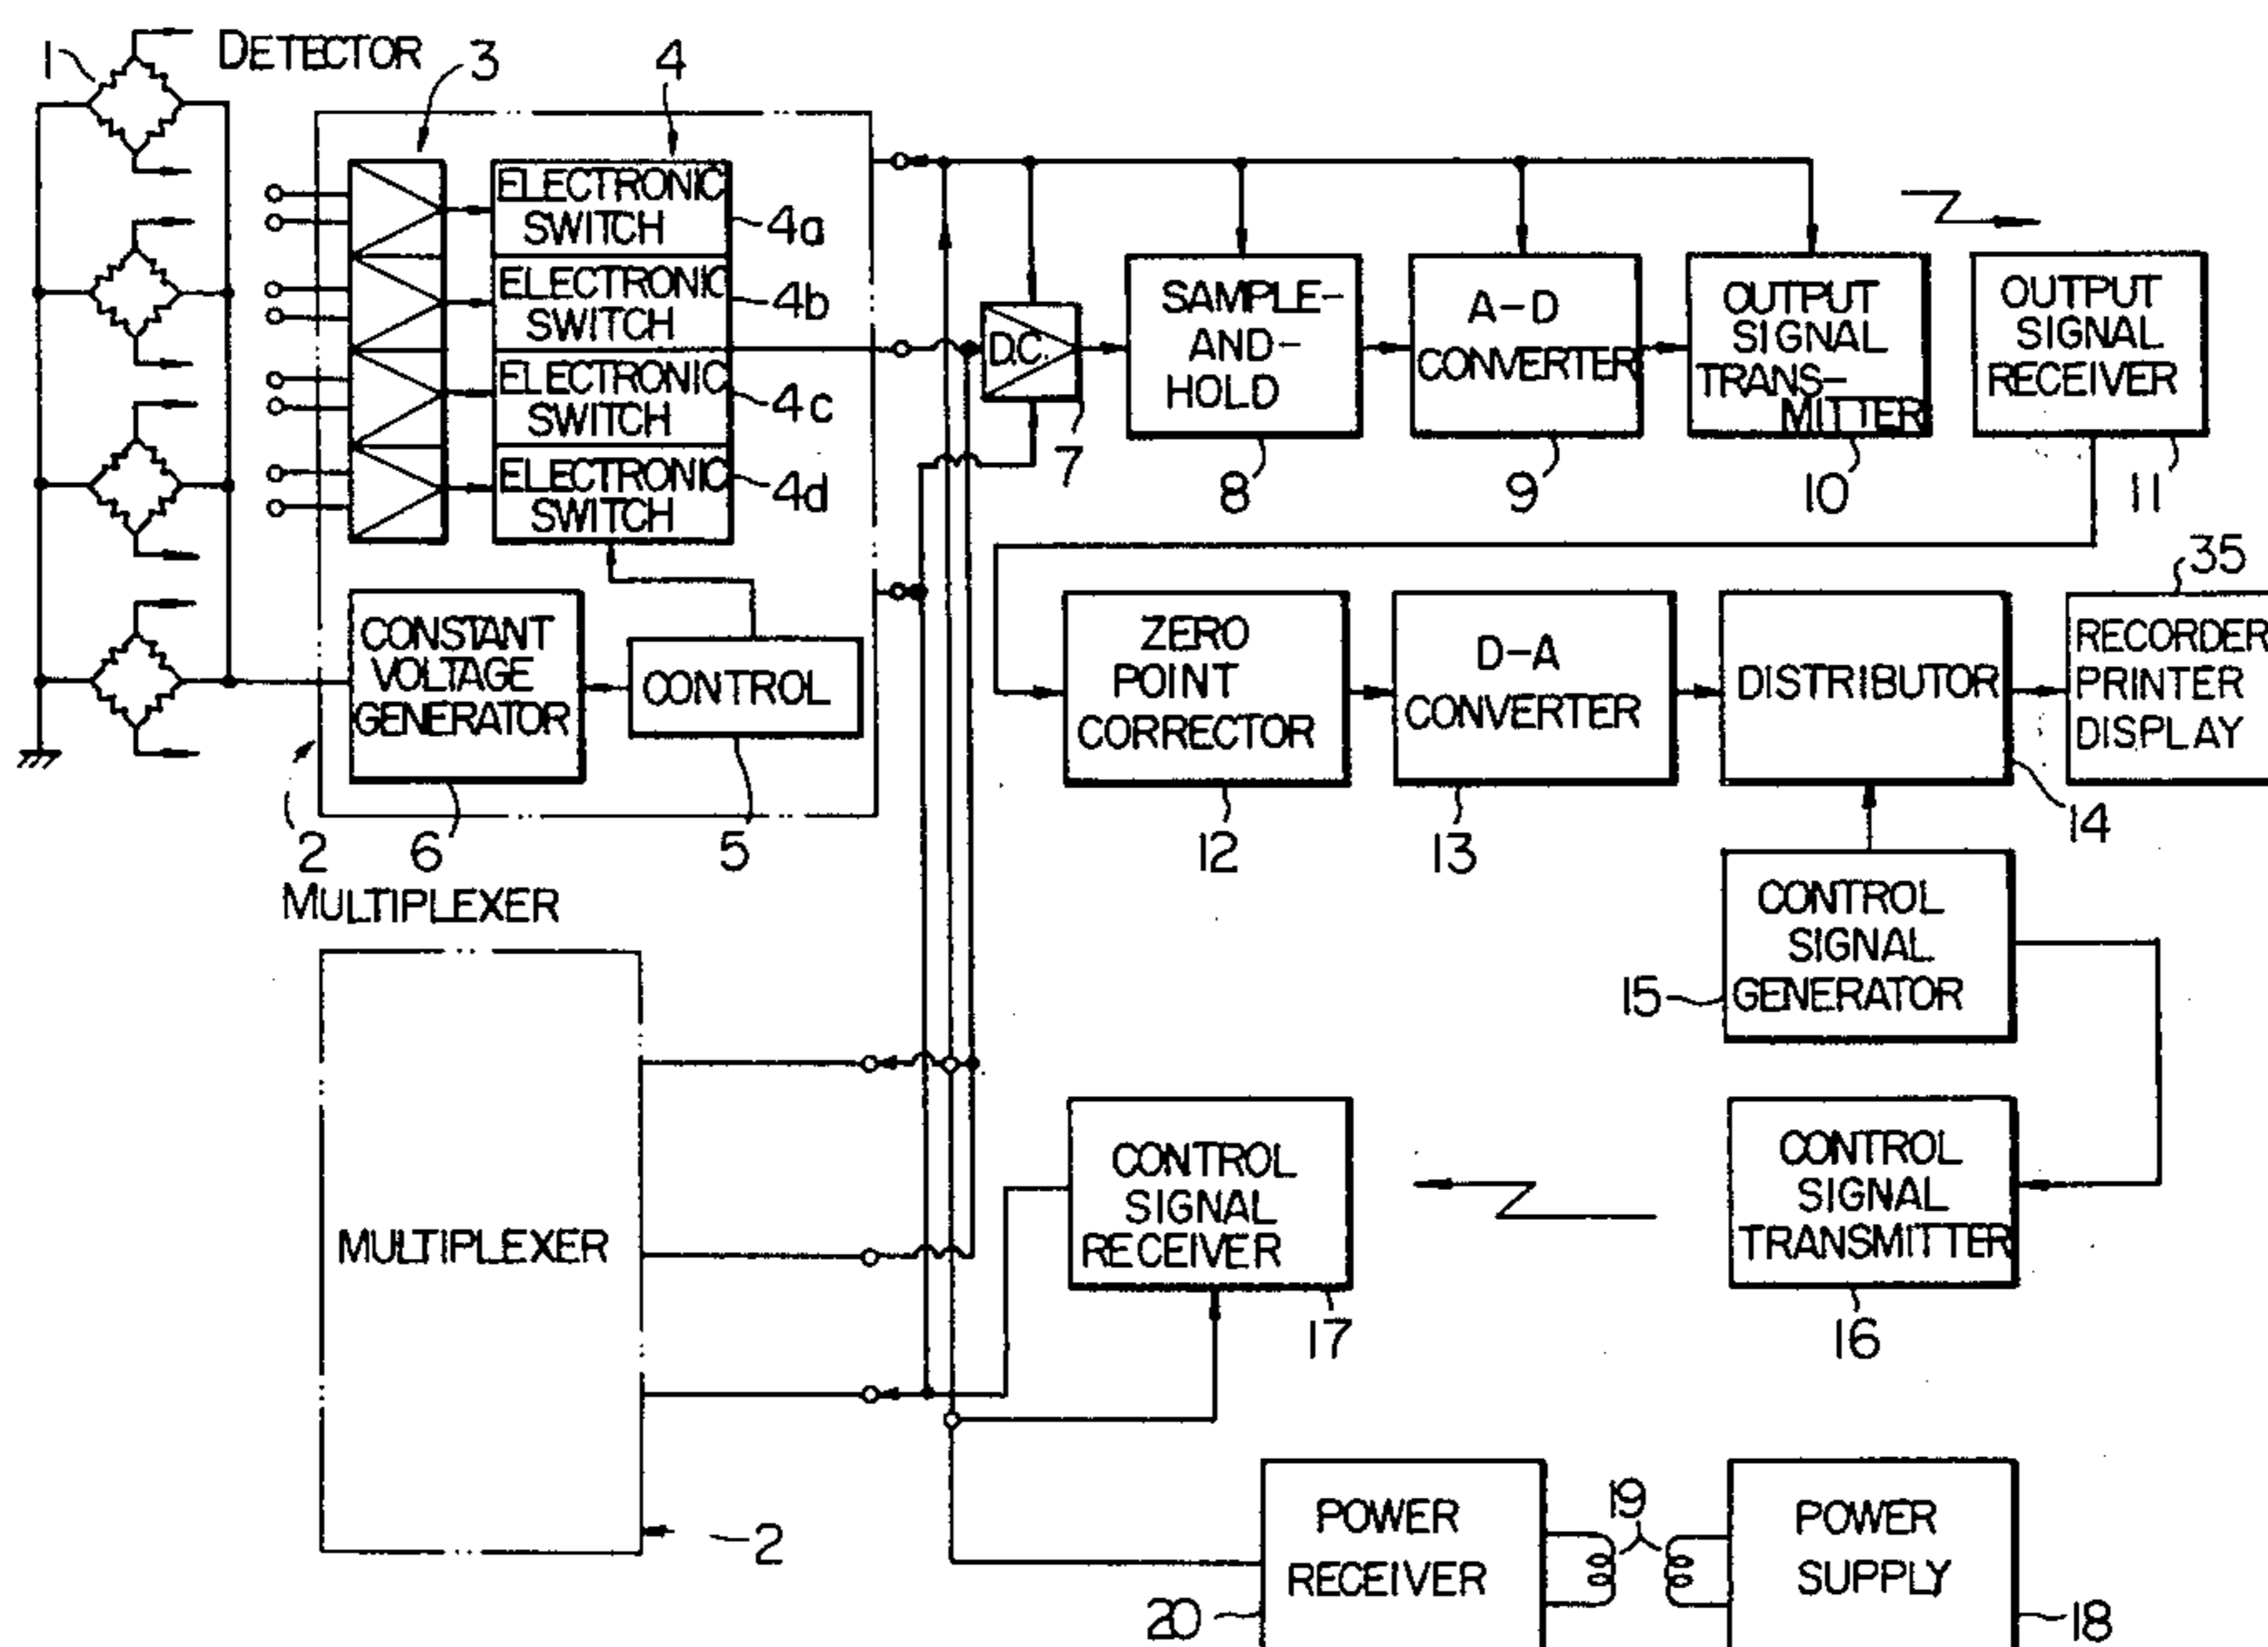 1
DETECTOR
3
4
ELECTRONIC
SWITCH
4a
ELECTRONIC
SWITCH
4b
ELECTRONIC
SWITCH
4c
ELECTRONIC
SWITCH
4d
CONSTANT
VOLTAGE
GENERATOR
CONTROL
2
6
5
MULTIPLEXER
D.C.
7
SAMPLE-
AND-
HOLD
8
A-D
CONVERTER
9
OUTPUT
SIGNAL
TRANS-
MITTER
10
OUTPUT
SIGNAL
RECEIVER
11
ZERO
POINT
CORRECTOR
12
D-A
CONVERTER
13
DISTRIBUTOR
14
35
RECORDER
PRINTER
DISPLAY
CONTROL
SIGNAL
GENERATOR
15
MULTIPLEXER
2
CONTROL
SIGNAL
RECEIVER
17
CONTROL
SIGNAL
TRANSMITTER
16
POWER
RECEIVER
20
19
POWER
SUPPLY
18